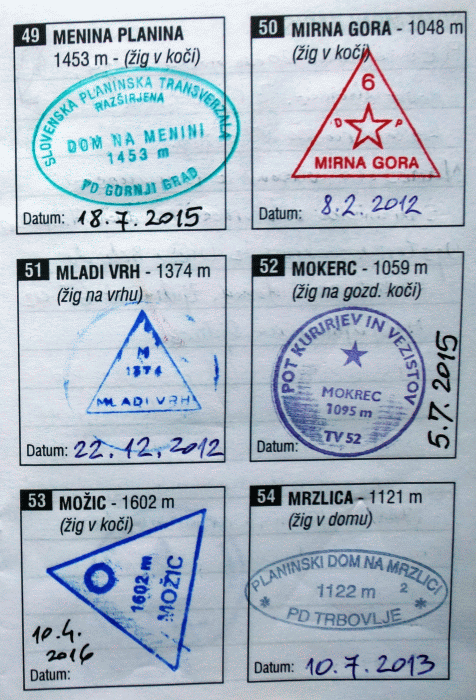 49 MENINA PLANINA
1453 m - (žig v koči)
SLOVENSKA PLANINSKA TRANSVERZALA
RAZŠIRJENA
DOM NA MENINI
1453 m
PD GORNJI GRAD
Datum: 18.7.2015
50 MIRNA GORA - 1048 m
(žig v koči)
6
D P
MIRNA GORA
Datum: 8.2.2012
51 MLADI VRH - 1374 m
(žig na vrhu)
M
1374
MLADI VRH
Datum: 22.12.2012
52 MOKERC - 1059 m
(žig na gozd. koči)
POT KURIRJEV IN VEZISTOV
MOKREC
1095 m
TV 52
Datum:
5.7.2015
53 MOŽIC - 1602 m
(žig v koči)
1602 m
MOŽIC
10.4.
2016
Datum:
54 MRZLICA - 1121 m
(žig v domu)
PLANINSKI DOM NA MRZLICI
1122 m 2
* *
PD TRBOVLJE
Datum: 10.7.2013